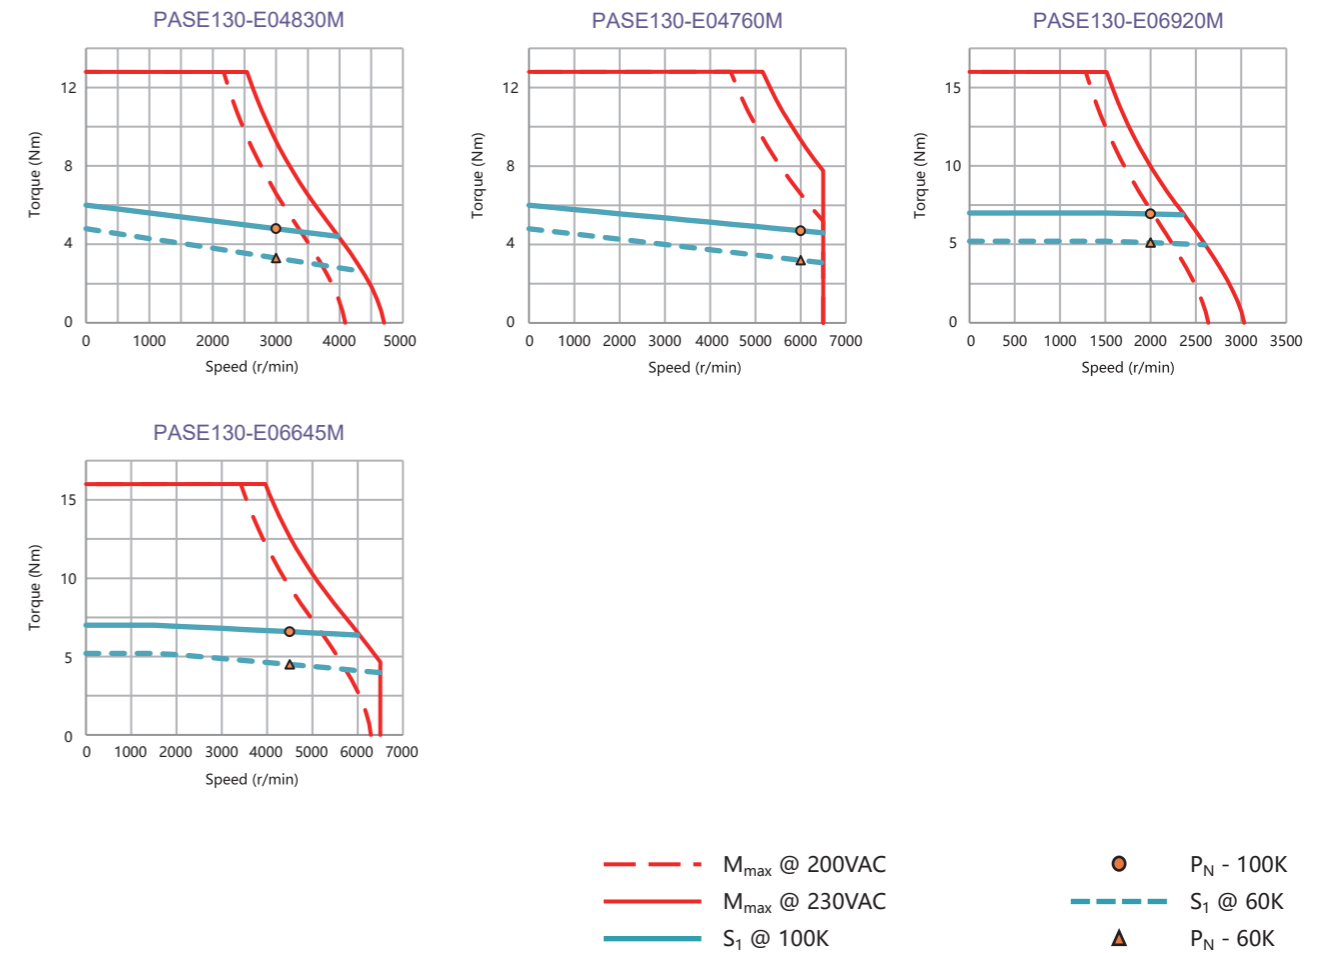 PASE130-E04830M
PASE130-E04760M
PASE130-E06920M
Torque (Nm)
12
8
4
0
0 1000 2000 3000 4000 5000
Speed (r/min)
Torque (Nm)
12
8
4
0
0 1000 2000 3000 4000 5000 6000 7000
Speed (r/min)
Torque (Nm)
15
10
5
0
0 500 1000 1500 2000 2500 3000 3500
Speed (r/min)
PASE130-E06645M
Torque (Nm)
15
10
5
0
0 1000 2000 3000 4000 5000 6000 7000
Speed (r/min)
Mmax @ 200VAC
PN - 100K
Mmax @ 230VAC
S1 @ 60K
S1 @ 100K
PN - 60K